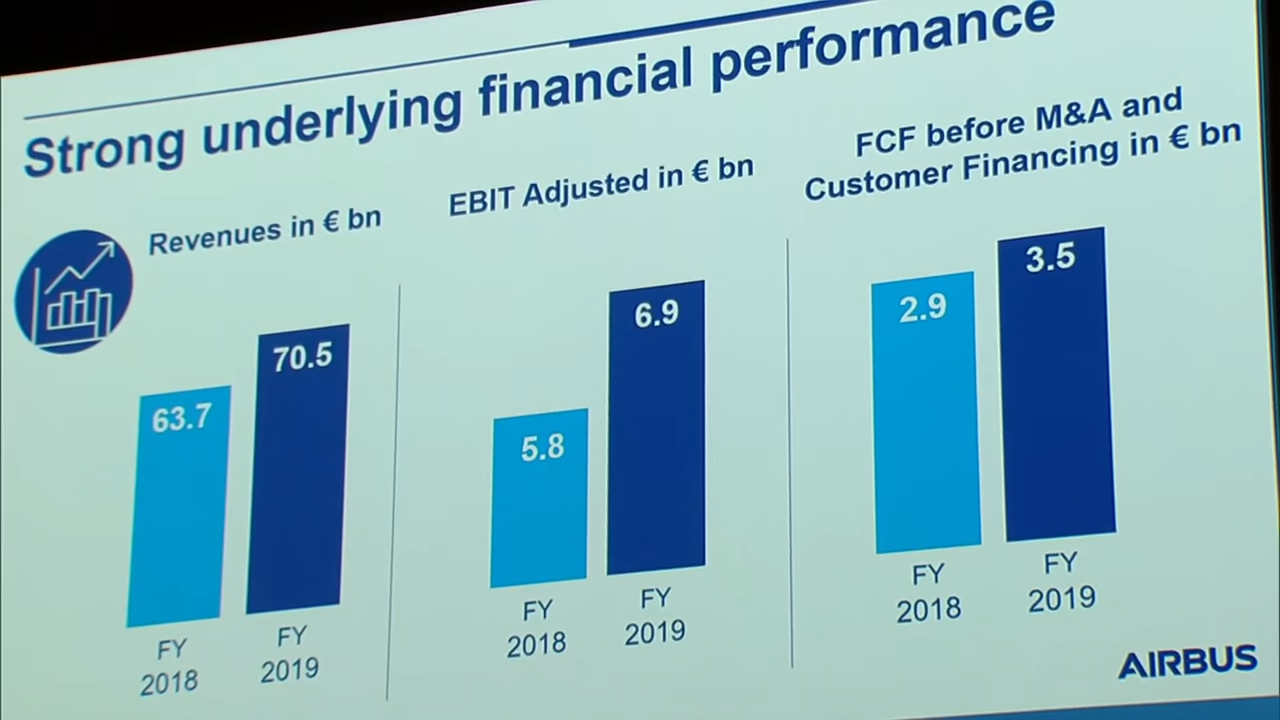 Strong underlying financial performance
Revenues in € bn
63.7
70.5
FY
2018
FY
2019
EBIT Adjusted in € bn
5.8
6.9
FY
2018
FY
2019
FCF before M&A and
Customer Financing in € bn
2.9
3.5
FY
2018
FY
2019
AIRBUS